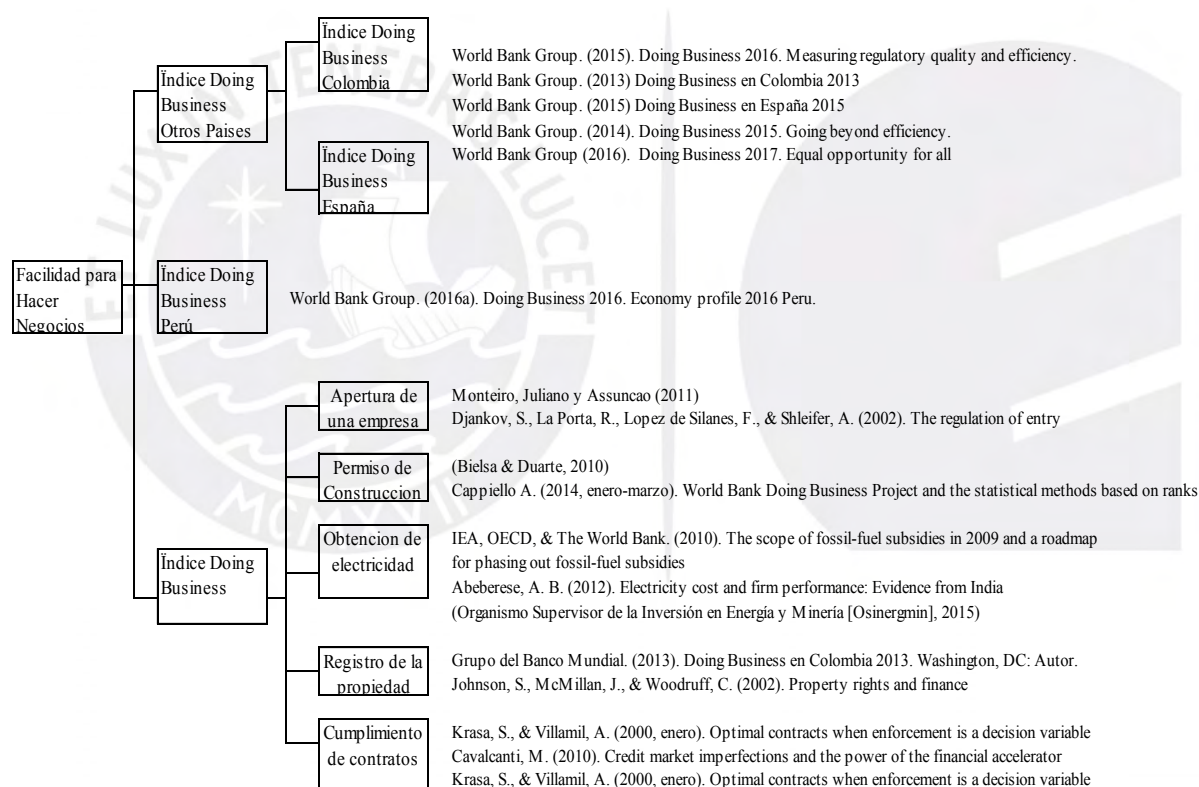 Ïndice Doing
Business
Colombia
World Bank Group. (2015). Doing Business 2016. Measuring regulatory quality and efficiency.
World Bank Group. (2013) Doing Business en Colombia 2013
World Bank Group. (2015) Doing Business en España 2015
World Bank Group. (2014). Doing Business 2015. Going beyond efficiency.
World Bank Group (2016).  Doing Business 2017. Equal opportunity for all
Ïndice Doing
Business
Otros Paises
Ïndice Doing
Business
España
Facilidad para
Hacer
Negocios
Ïndice Doing
Business
Perú
World Bank Group. (2016a). Doing Business 2016. Economy profile 2016 Peru.
Apertura de
una empresa
Monteiro, Juliano y Assuncao (2011)
Djankov, S., La Porta, R., Lopez de Silanes, F., & Shleifer, A. (2002). The regulation of entry
Permiso de
Construccion
(Bielsa & Duarte, 2010)
Cappiello A. (2014, enero-marzo). World Bank Doing Business Project and the statistical methods based on ranks
Ïndice Doing
Business
Obtencion de
electricidad
IEA, OECD, & The World Bank. (2010). The scope of fossil-fuel subsidies in 2009 and a roadmap
for phasing out fossil-fuel subsidies
Abeberese, A. B. (2012). Electricity cost and firm performance: Evidence from India
(Organismo Supervisor de la Inversión en Energía y Minería [Osinergmin], 2015)
Registro de la
propiedad
Grupo del Banco Mundial. (2013). Doing Business en Colombia 2013. Washington, DC: Autor.
Johnson, S., McMillan, J., & Woodruff, C. (2002). Property rights and finance
Cumplimiento
de contratos
Krasa, S., & Villamil, A. (2000, enero). Optimal contracts when enforcement is a decision variable
Cavalcanti, M. (2010). Credit market imperfections and the power of the financial accelerator
Krasa, S., & Villamil, A. (2000, enero). Optimal contracts when enforcement is a decision variable
ET LUX IN TENEBRIS LUCET
MCMXVII